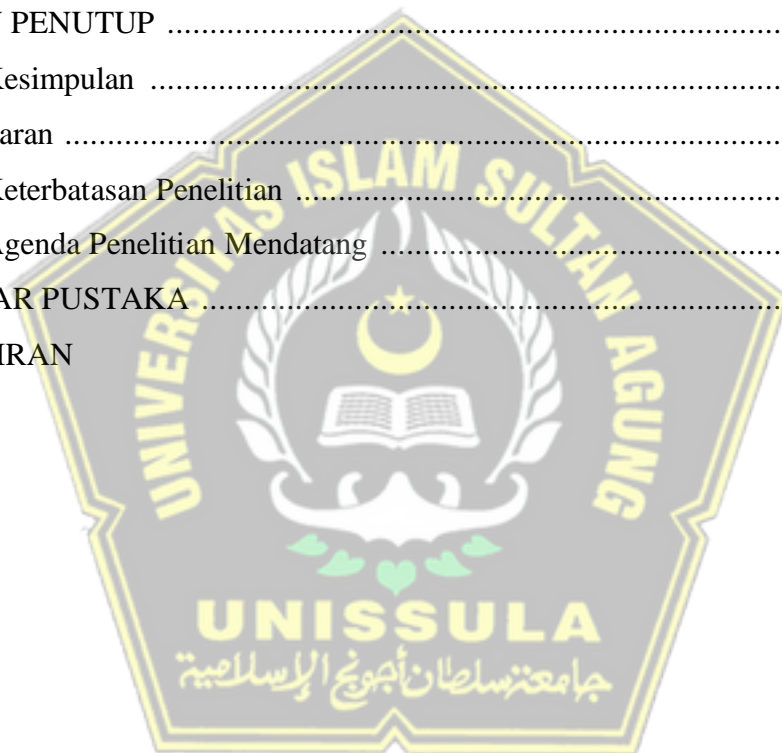 PENUTUP ........................................................................................
Kesimpulan ........................................................................................
aran ........................................................................................
Keterbatasan Penelitian ........................................................................
Agenda Penelitian Mendatang ................................................................
AR PUSTAKA ........................................................................................
IRAN
UNIVERSITAS ISLAM SULTAN AGUNG
UNISSULA
جامعة سلطان أجونج الإسلامية